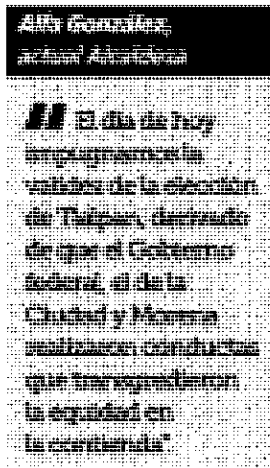 Alfa González,
actual Alcaldesa
" El día de hoy
impugnamos la
validez de la elección
de Tlalpan, derivado
de que el Gobierno
federal, el de la
Ciudad y Morena
realizaron conductas
que transgredieron
la equidad en
la contienda"